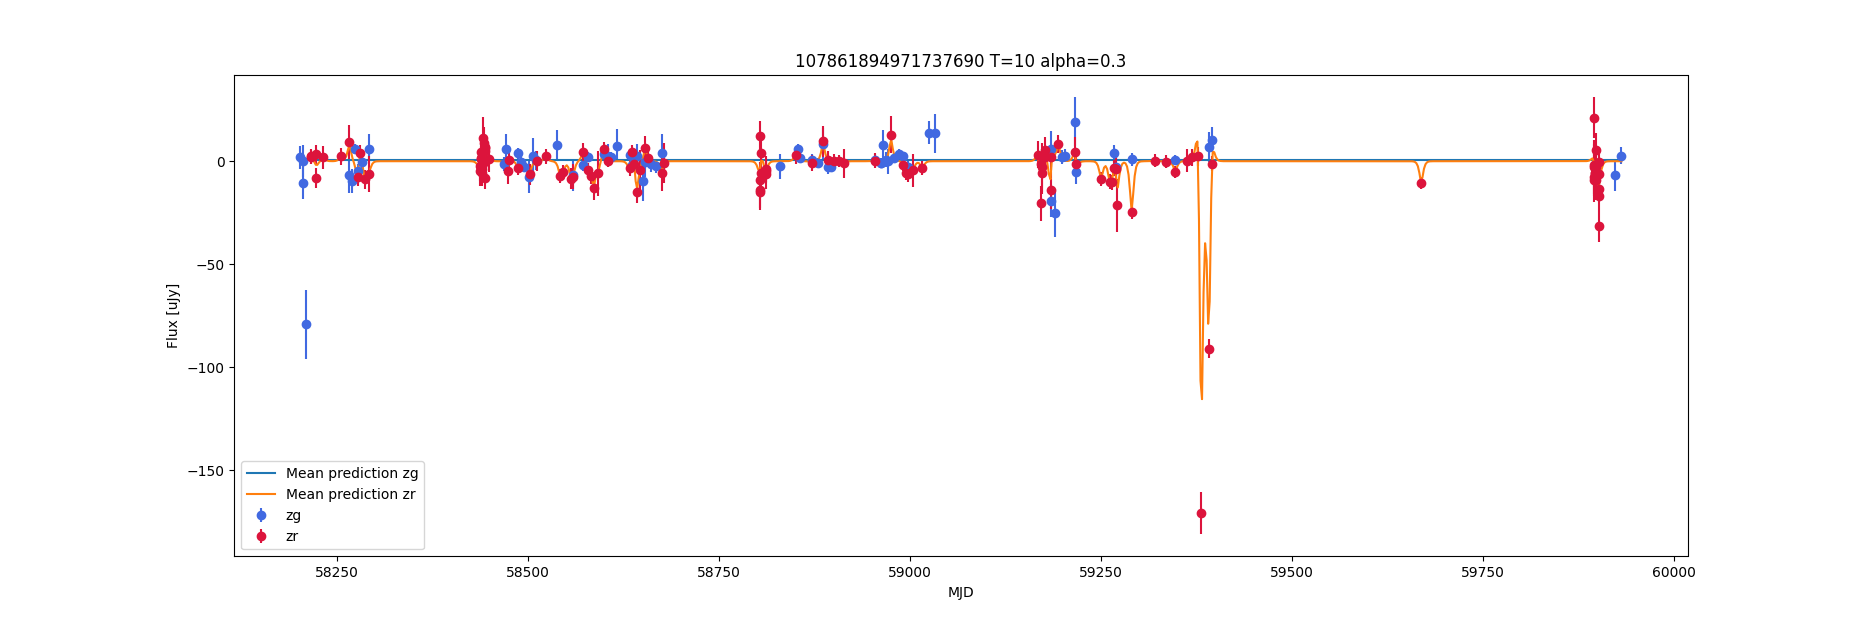 107861894971737690 T=10 alpha=0.3
Flux [uJy]
0
−50
−100
−150
Mean prediction zg
Mean prediction zr
zg
zr
58250 58500 58750 59000 59250 59500 59750 60000
MJD